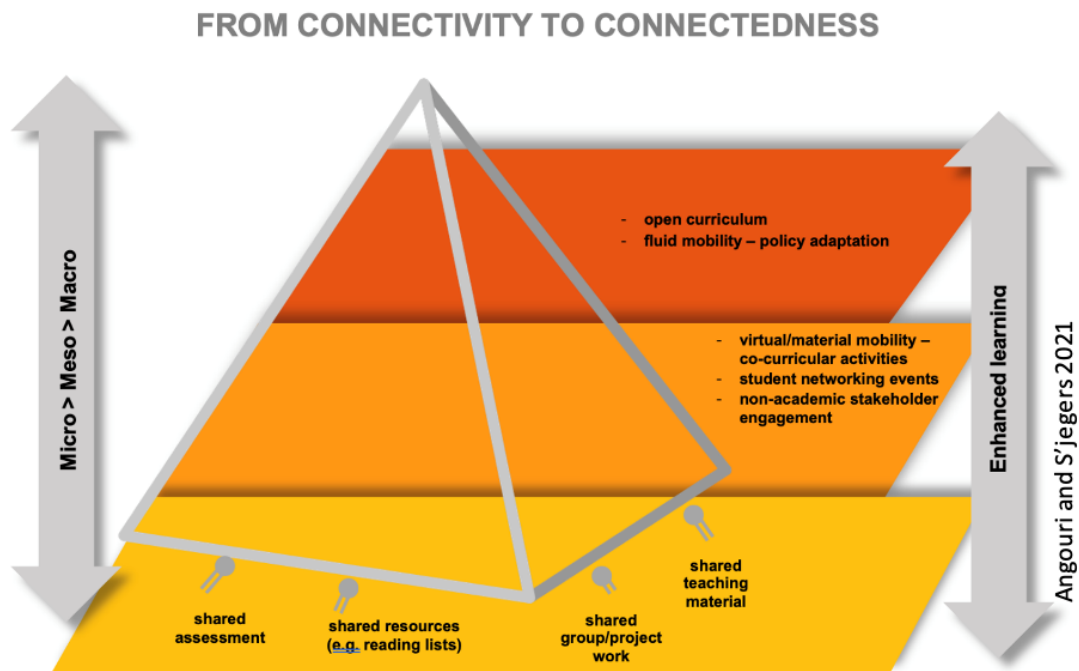 FROM CONNECTIVITY TO CONNECTEDNESS
Micro > Meso > Macro
- open curriculum
- fluid mobility – policy adaptation
- virtual/material mobility –
co-curricular activities
- student networking events
- non-academic stakeholder
engagement
Enhanced learning
Angouri and S'jegers 2021
shared
assessment
shared resources
(e.g. reading lists)
shared
group/project
work
shared
teaching
material